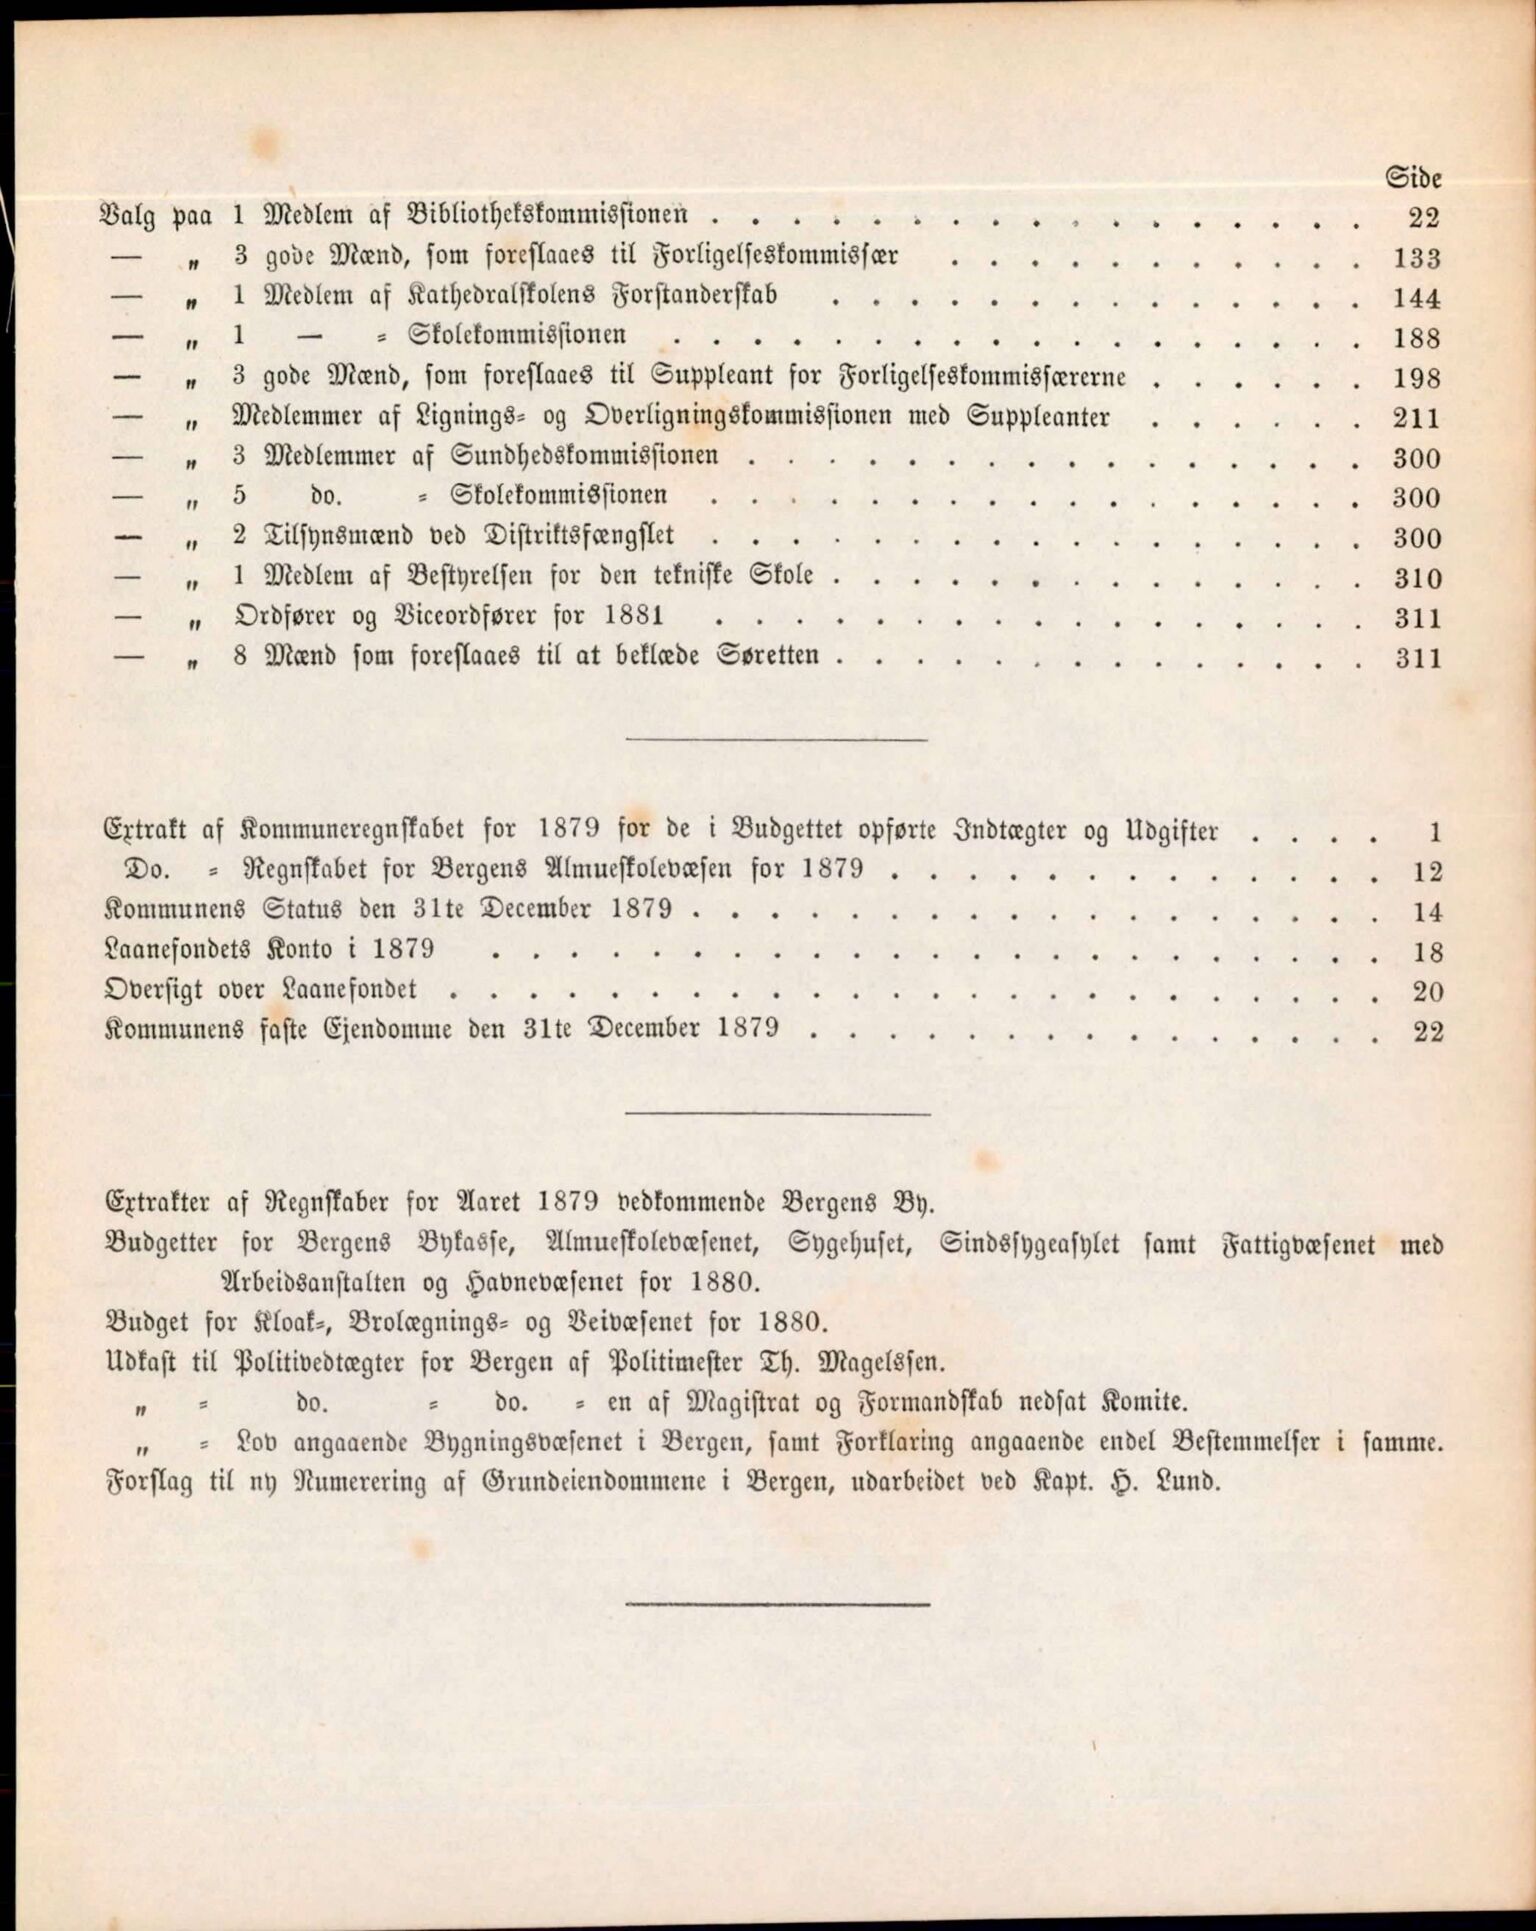 Side
Valg paa 1 Medlem af Bibliothekskommissionen . . . . . . . . . . . . . . . . . 22
— „ 3 gode Mænd, som foreslaaes til Forligelseskommissær . . . . . . . . . . . 133
— „ 1 Medlem af Kathedralskolens Forstanderskab . . . . . . . . . . . . . . 144
— „ 1 — = Skolekommissionen . . . . . . . . . . . . . . . . . . 188
— „ 3 gode Mænd, som foreslaaes til Suppleant for Forligelseskommissærerne . . . . . . 198
— „ Medlemmer af Lignings= og Overligningskommissionen med Suppleanter . . . . . . 211
— „ 3 Medlemmer af Sundhedskommissionen . . . . . . . . . . . . . . . . 300
— „ 5 do. = Skolekommissionen . . . . . . . . . . . . . . . . . 300
— „ 2 Tilsynsmænd ved Distriktsfængslet . . . . . . . . . . . . . . . . . 300
— „ 1 Medlem af Bestyrelsen for den tekniske Skole . . . . . . . . . . . . . . 310
— „ Ordfører og Viceordfører for 1881 . . . . . . . . . . . . . . . . . 311
— „ 8 Mænd som foreslaaes til at beklæde Søretten . . . . . . . . . . . . . . 311
Extrakt af Kommuneregnskabet for 1879 for de i Budgettet opførte Indtægter og Udgifter . . . . 1
Do. = Regnskabet for Bergens Almueskolevæsen for 1879 . . . . . . . . . . . . . 12
Kommunens Status den 31te December 1879 . . . . . . . . . . . . . . . . . . 14
Laanefondets Konto i 1879 . . . . . . . . . . . . . . . . . . . . . . . 18
Oversigt over Laanefondet . . . . . . . . . . . . . . . . . . . . . . . . 20
Kommunens faste Ejendomme den 31te December 1879 . . . . . . . . . . . . . . . 22
Extrakter af Regnskaber for Aaret 1879 vedkommende Bergens By.
Budgetter for Bergens Bykasse, Almueskolevæsenet, Sygehuset, Sindssygeasylet samt Fattigvæsenet med
Arbeidsanstalten og Havnevæsenet for 1880.
Budget for Kloak=, Brolægnings= og Veivæsenet for 1880.
Udkast til Politivedtægter for Bergen af Politimester Th. Magelssen.
„ = do. = do. = en af Magistrat og Formandskab nedsat Komite.
„ = Lov angaaende Bygningsvæsenet i Bergen, samt Forklaring angaaende endel Bestemmelser i samme.
Forslag til ny Numerering af Grundeiendommene i Bergen, udarbeidet ved Kapt. H. Lund.